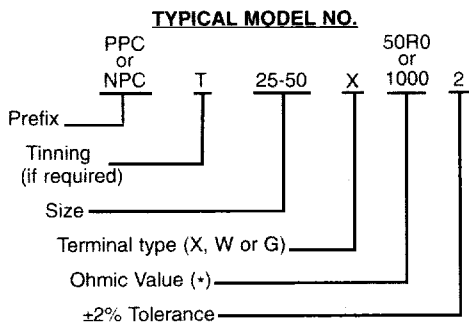 TYPICAL MODEL NO.
PPC 50R0
or or
NPC T 25-50 X 1000 2
Prefix
Tinning
(if required)
Size
Terminal type (X, W or G)
Ohmic Value (*)
±2% Tolerance